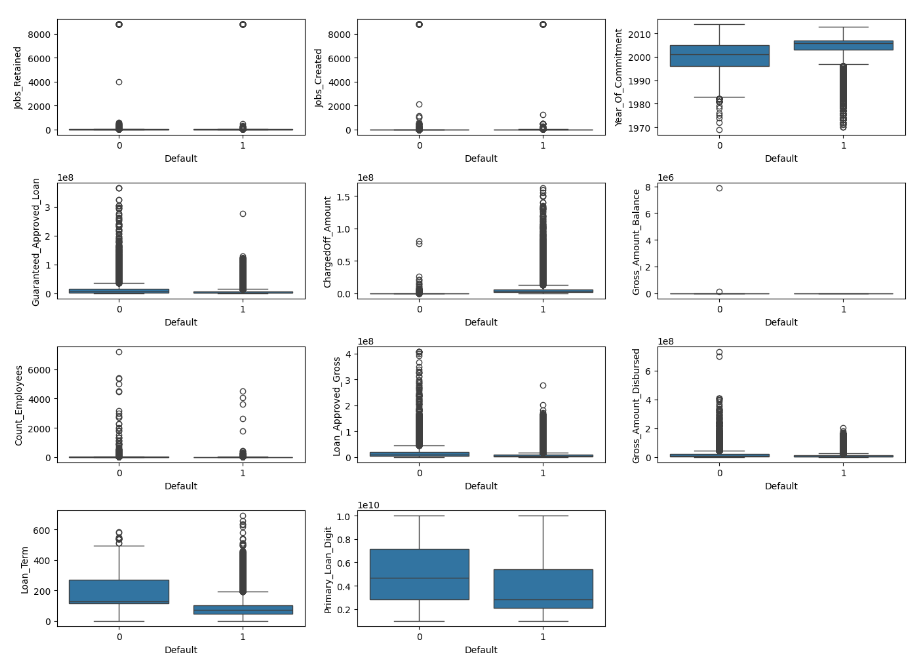 Jobs_Retained
8000
6000
4000
2000
0
0 1
Default
Jobs_Created
8000
6000
4000
2000
0
0 1
Default
Year_Of_Commitment
2010
2000
1990
1980
1970
0 1
Default
1e8
Guaranteed_Approved_Loan
3
2
1
0
0 1
Default
1e8
ChargedOff_Amount
1.5
1.0
0.5
0.0
0 1
Default
1e6
Gross_Amount_Balance
8
6
4
2
0
0 1
Default
Count_Employees
6000
4000
2000
0
0 1
Default
1e8
Loan_Approved_Gross
4
3
2
1
0
0 1
Default
1e8
Gross_Amount_Disbursed
6
4
2
0
0 1
Default
Loan_Term
600
400
200
0
0 1
Default
1e10
Primary_Loan_Digit
1.0
0.8
0.6
0.4
0.2
0 1
Default